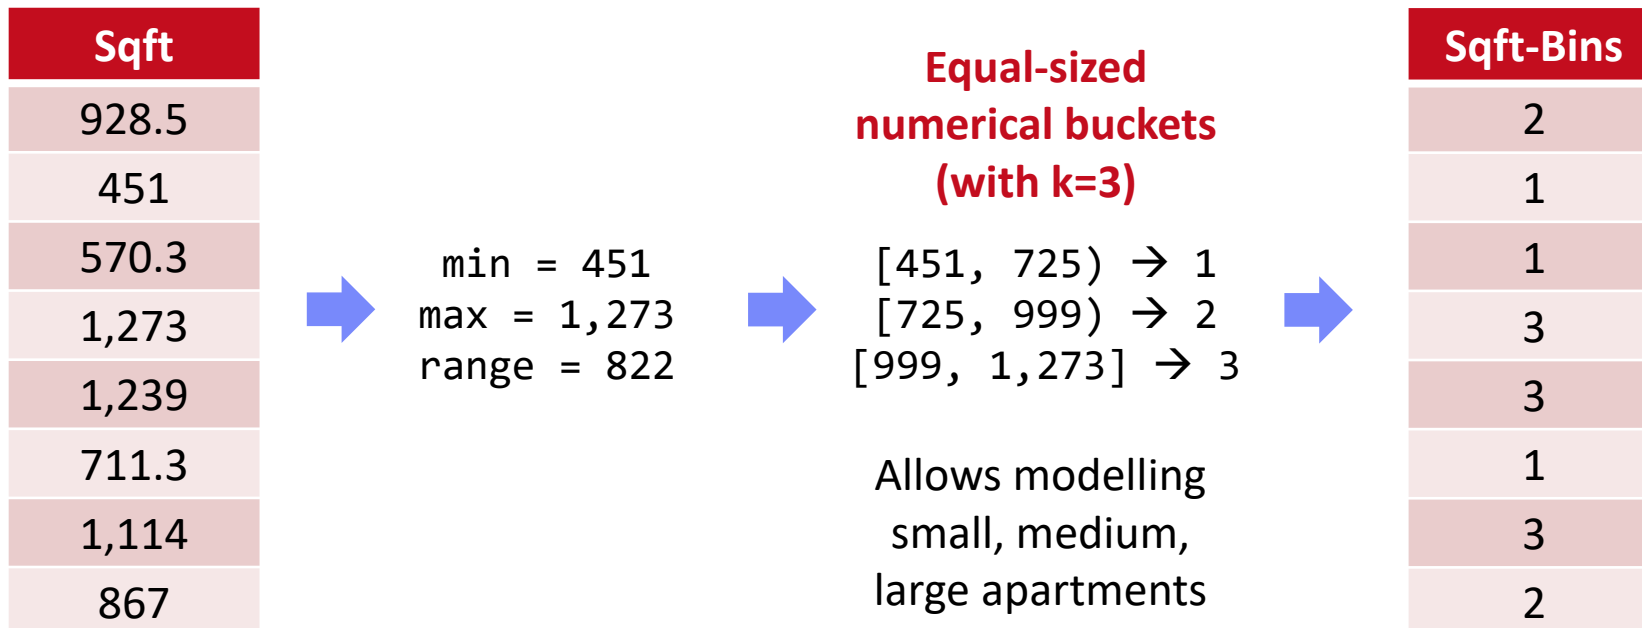 Sqft
928.5
451
570.3
1,273
1,239
711.3
1,114
867
min = 451
max = 1,273
range = 822
Equal-sized
numerical buckets
(with k=3)
[451, 725) → 1
[725, 999) → 2
[999, 1,273] → 3
Allows modelling
small, medium,
large apartments
Sqft-Bins
2
1
1
3
3
1
3
2